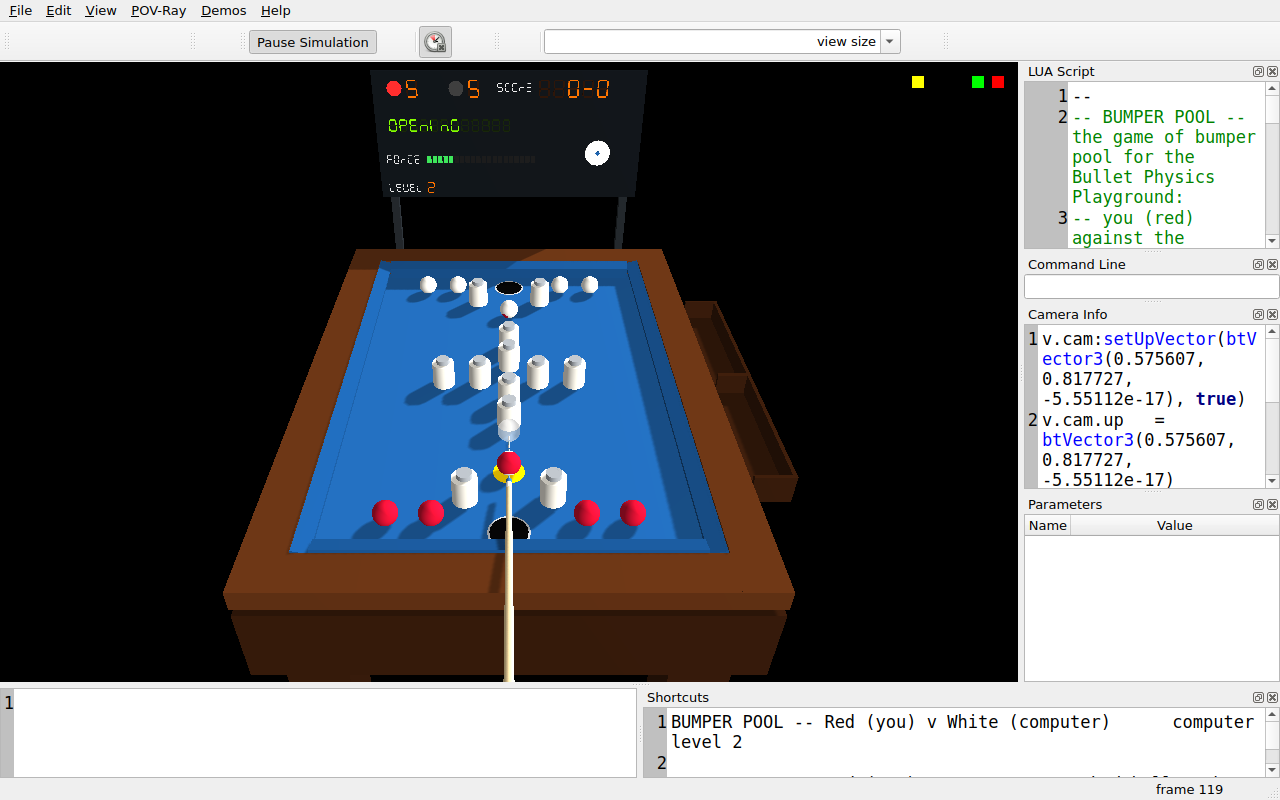 File Edit View POV-Ray Demos Help
Pause Simulation
view size
5 5 SCOrE 0-0
OPEnInG
FOrCE
LEVEL 2
LUA Script
1 --
2 -- BUMPER POOL --
the game of bumper
pool for the
Bullet Physics
Playground:
3 -- you (red)
against the
Command Line
Camera Info
1 v.cam:setUpVector(btV
ector3(0.575607,
0.817727,
-5.55112e-17), true)
2 v.cam.up =
btVector3(0.575607,
0.817727,
-5.55112e-17)
Parameters
Name Value
1
Shortcuts
1 BUMPER POOL -- Red (you) v White (computer) computer
level 2
2
frame 119